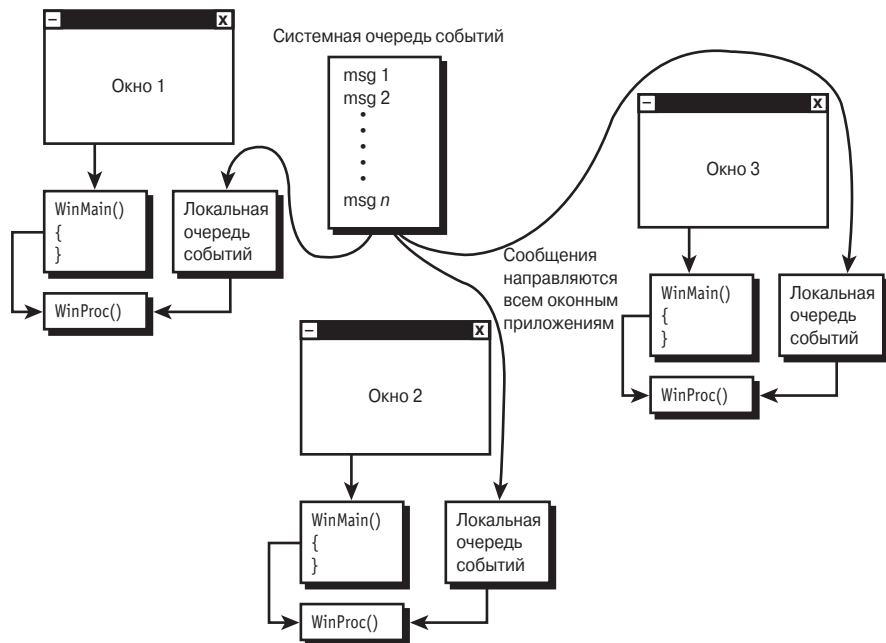 Системная очередь событий
msg 1
msg 2
msg n
– x
Окно 1
WinMain()
{
}
Локальная
очередь
событий
WinProc()
– x
Окно 3
Сообщения
направляются
всем оконным
приложениям
WinMain()
{
}
Локальная
очередь
событий
WinProc()
– x
Окно 2
WinMain()
{
}
Локальная
очередь
событий
WinProc()